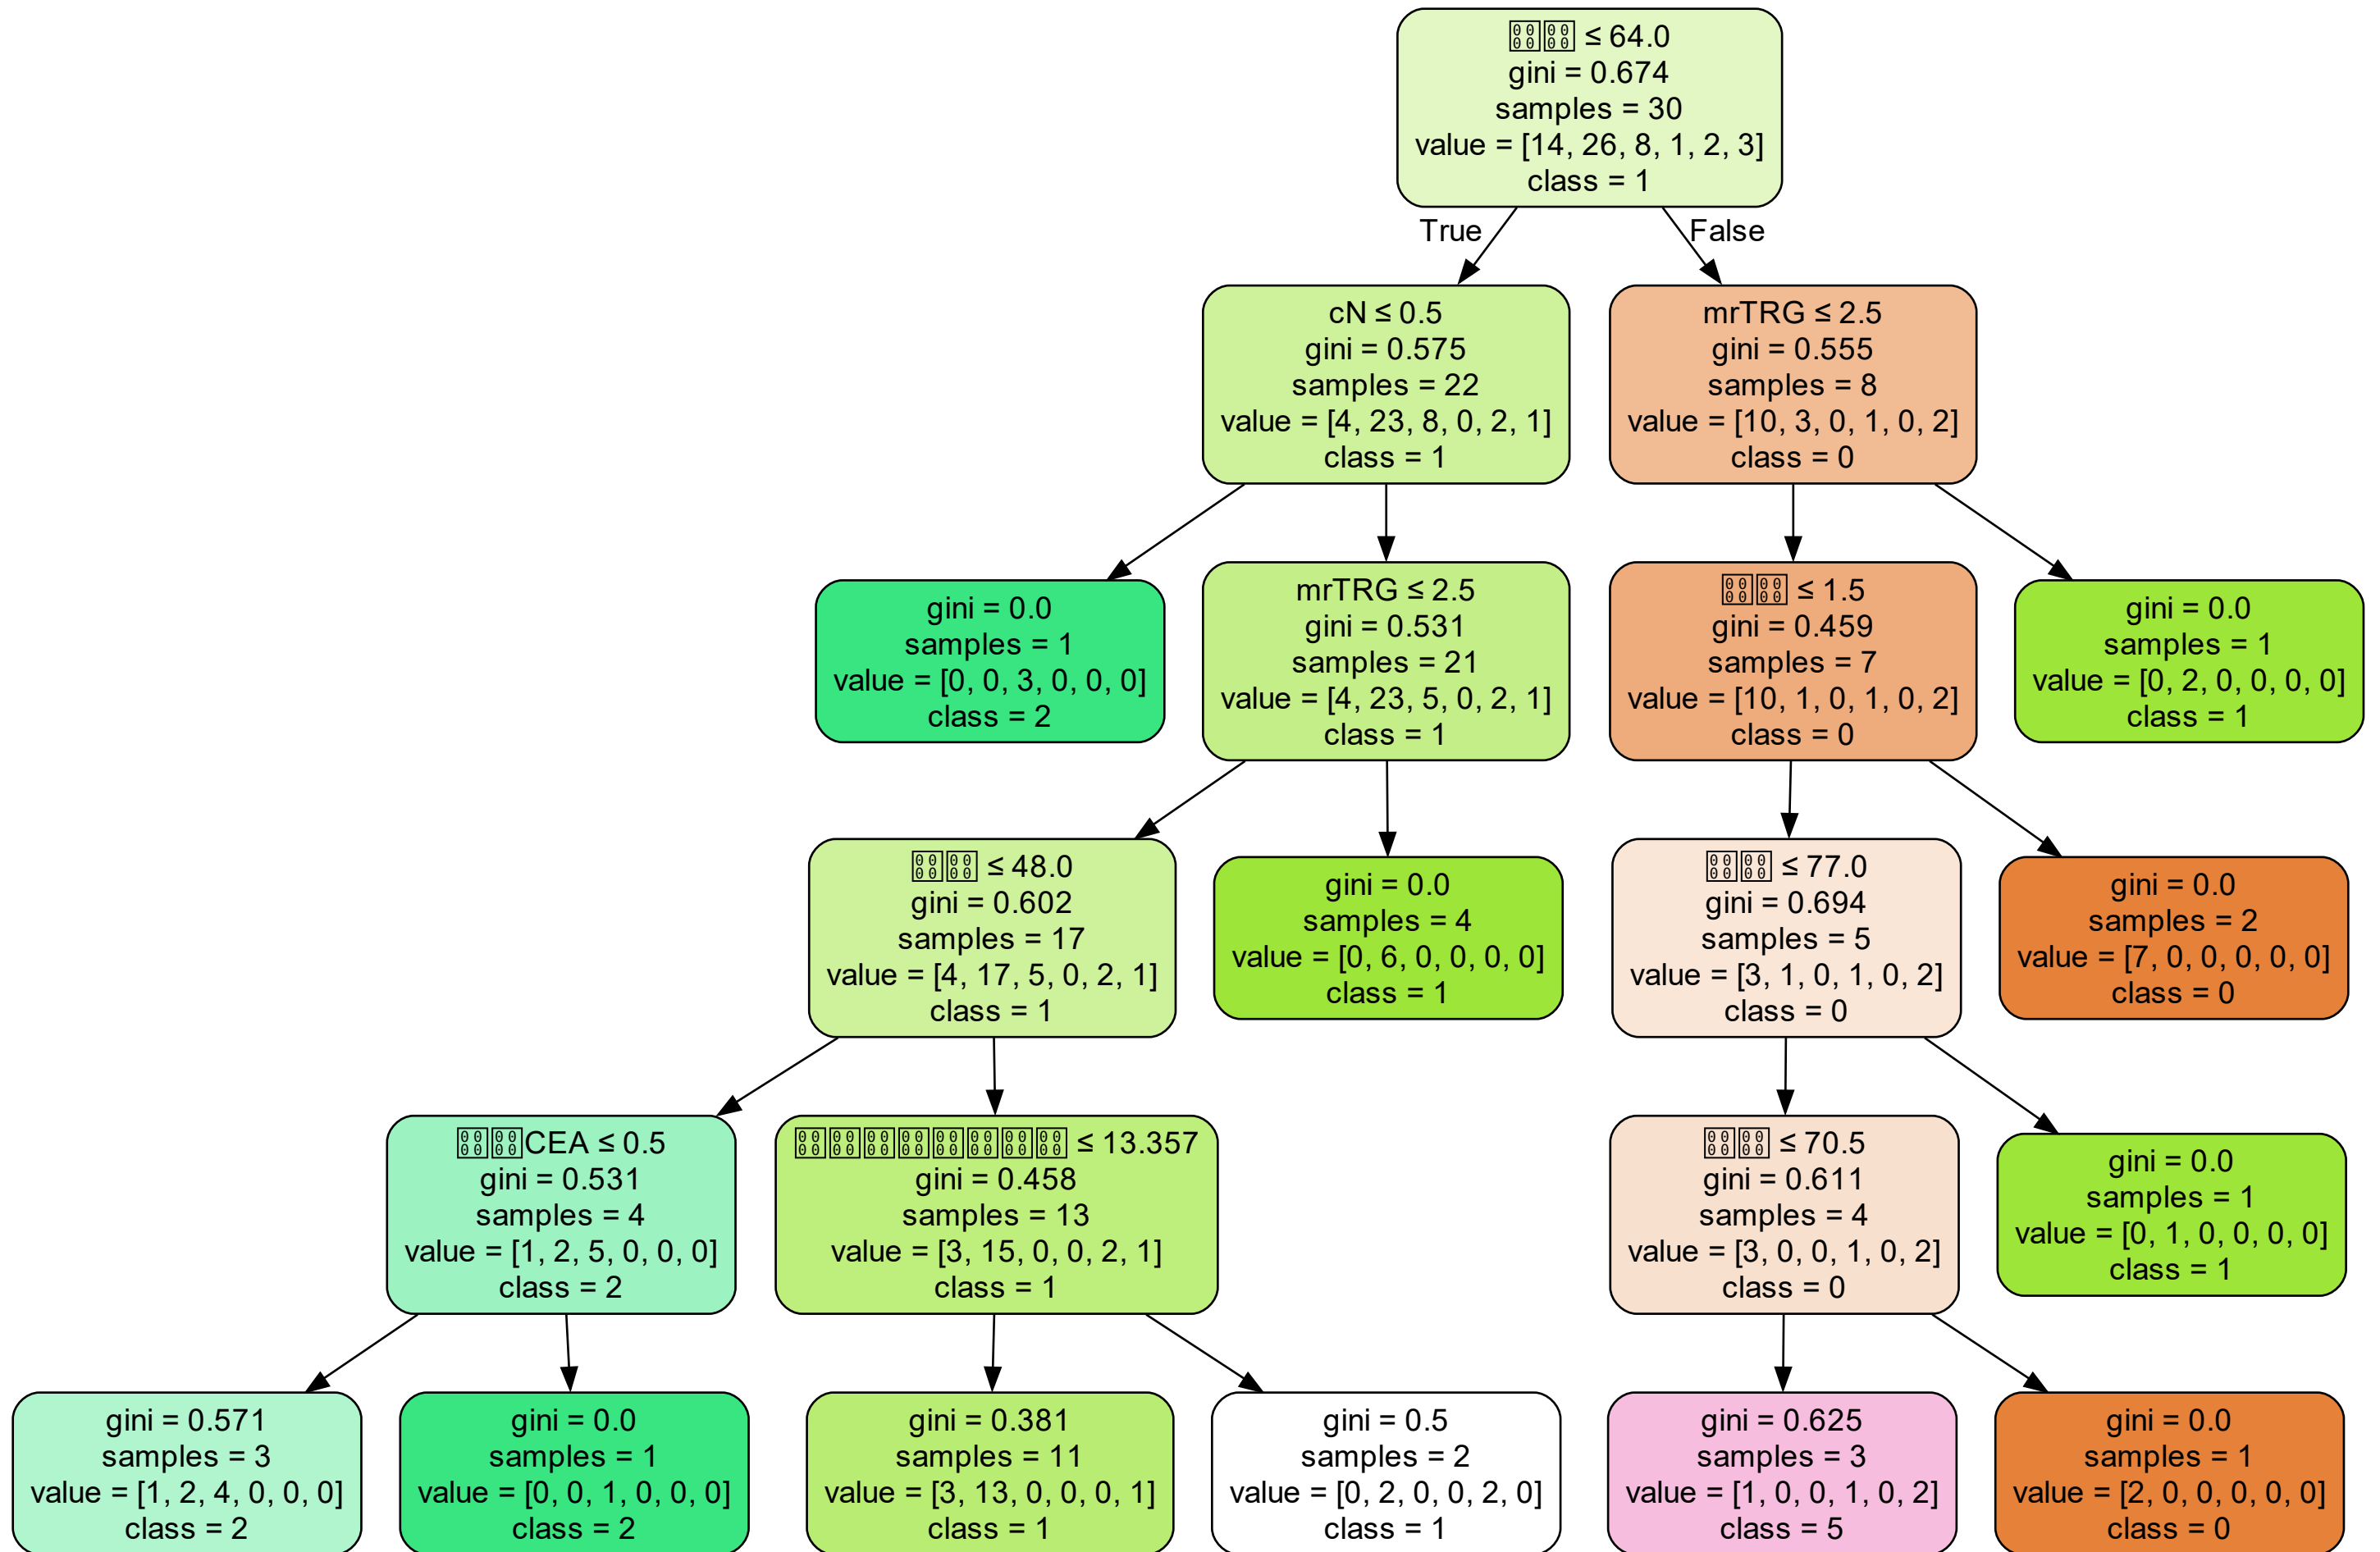 ≤ 64.0
gini = 0.674
samples = 30
value = [14, 26, 8, 1, 2, 3]
class = 1
True
False
cN ≤ 0.5
gini = 0.575
samples = 22
value = [4, 23, 8, 0, 2, 1]
class = 1
mrTRG ≤ 2.5
gini = 0.555
samples = 8
value = [10, 3, 0, 1, 0, 2]
class = 0
gini = 0.0
samples = 1
value = [0, 0, 3, 0, 0, 0]
class = 2
mrTRG ≤ 2.5
gini = 0.531
samples = 21
value = [4, 23, 5, 0, 2, 1]
class = 1
≤ 1.5
gini = 0.459
samples = 7
value = [10, 1, 0, 1, 0, 2]
class = 0
gini = 0.0
samples = 1
value = [0, 2, 0, 0, 0, 0]
class = 1
≤ 48.0
gini = 0.602
samples = 17
value = [4, 17, 5, 0, 2, 1]
class = 1
gini = 0.0
samples = 4
value = [0, 6, 0, 0, 0, 0]
class = 1
≤ 77.0
gini = 0.694
samples = 5
value = [3, 1, 0, 1, 0, 2]
class = 0
gini = 0.0
samples = 2
value = [7, 0, 0, 0, 0, 0]
class = 0
CEA ≤ 0.5
gini = 0.531
samples = 4
value = [1, 2, 5, 0, 0, 0]
class = 2
≤ 13.357
gini = 0.458
samples = 13
value = [3, 15, 0, 0, 2, 1]
class = 1
≤ 70.5
gini = 0.611
samples = 4
value = [3, 0, 0, 1, 0, 2]
class = 0
gini = 0.0
samples = 1
value = [0, 1, 0, 0, 0, 0]
class = 1
gini = 0.571
samples = 3
value = [1, 2, 4, 0, 0, 0]
class = 2
gini = 0.0
samples = 1
value = [0, 0, 1, 0, 0, 0]
class = 2
gini = 0.381
samples = 11
value = [3, 13, 0, 0, 0, 1]
class = 1
gini = 0.5
samples = 2
value = [0, 2, 0, 0, 2, 0]
class = 1
gini = 0.625
samples = 3
value = [1, 0, 0, 1, 0, 2]
class = 5
gini = 0.0
samples = 1
value = [2, 0, 0, 0, 0, 0]
class = 0